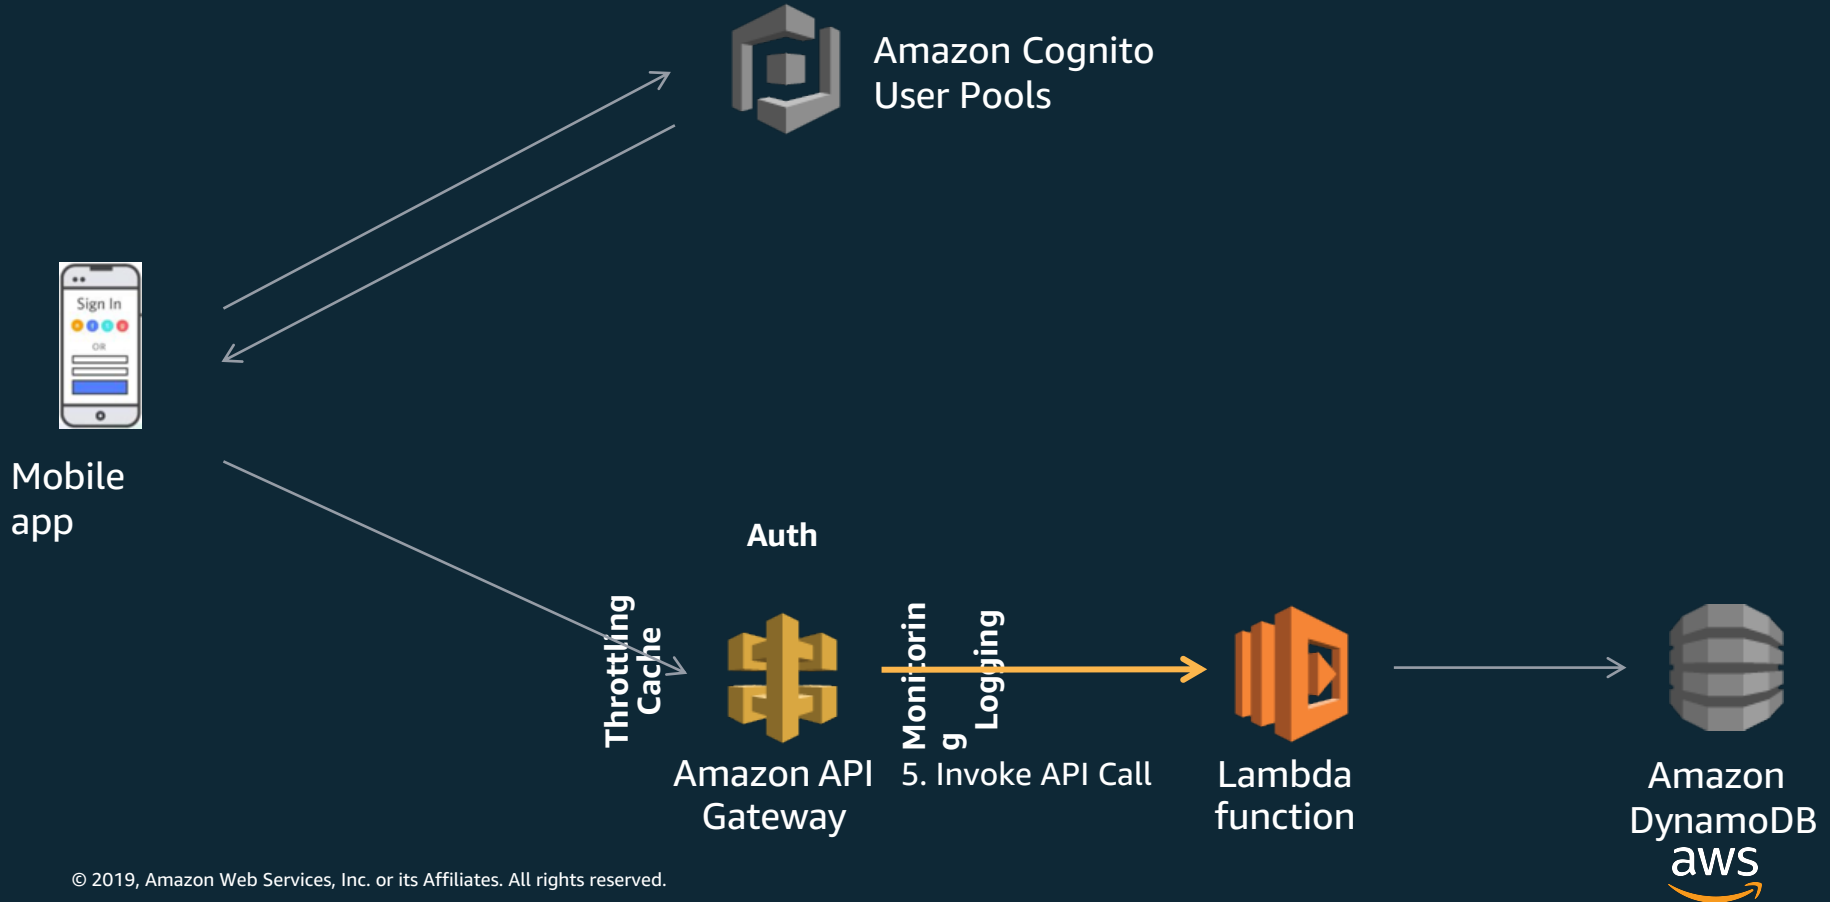 Amazon Cognito
User Pools
Sign In
OR
Mobile
app
Auth
Throttling
Cache
Monitorin
g
Logging
Amazon API
Gateway
5. Invoke API Call
Lambda
function
Amazon
DynamoDB
aws
© 2019, Amazon Web Services, Inc. or its Affiliates. All rights reserved.